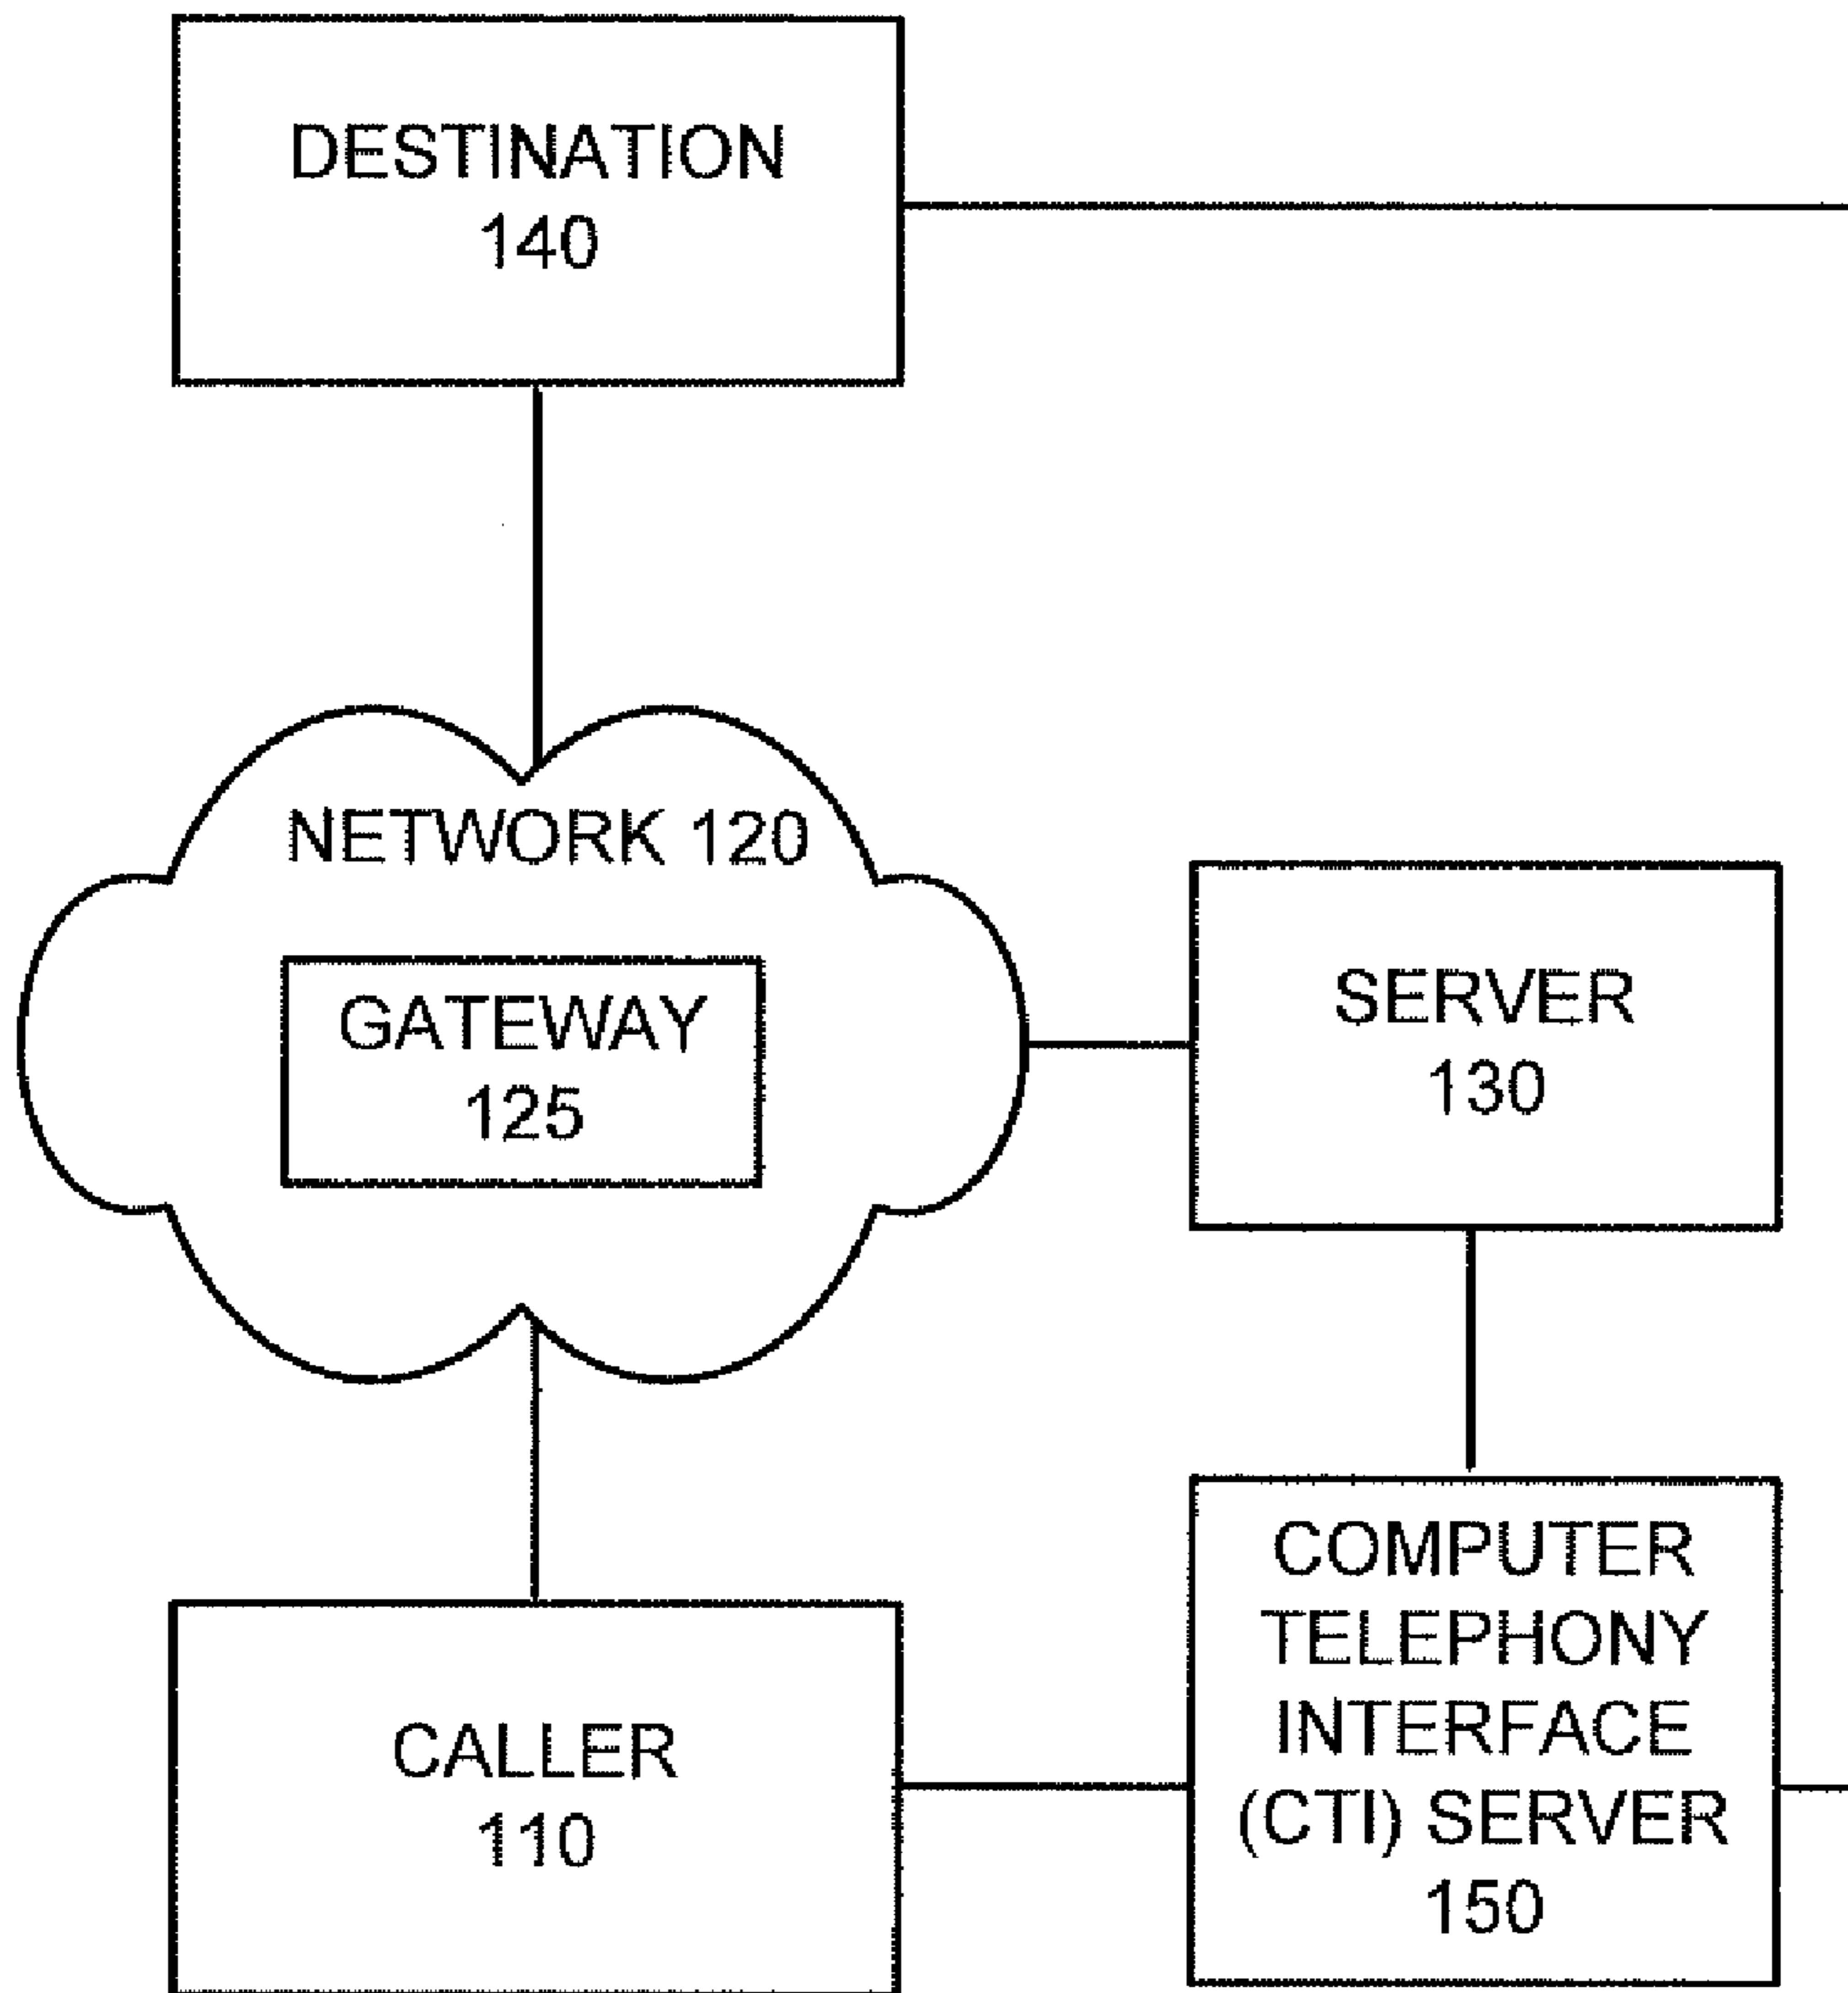 DESTINATION
140
NETWORK 120
GATEWAY
125
SERVER
130
CALLER
110
COMPUTER
TELEPHONY
INTERFACE
(CTI) SERVER
150